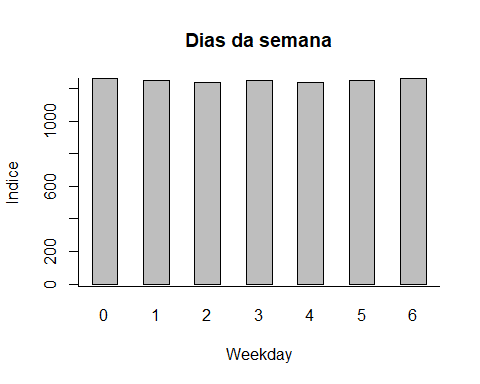 Dias da semana
Indice
1000
600
200
0
0 1 2 3 4 5 6
Weekday